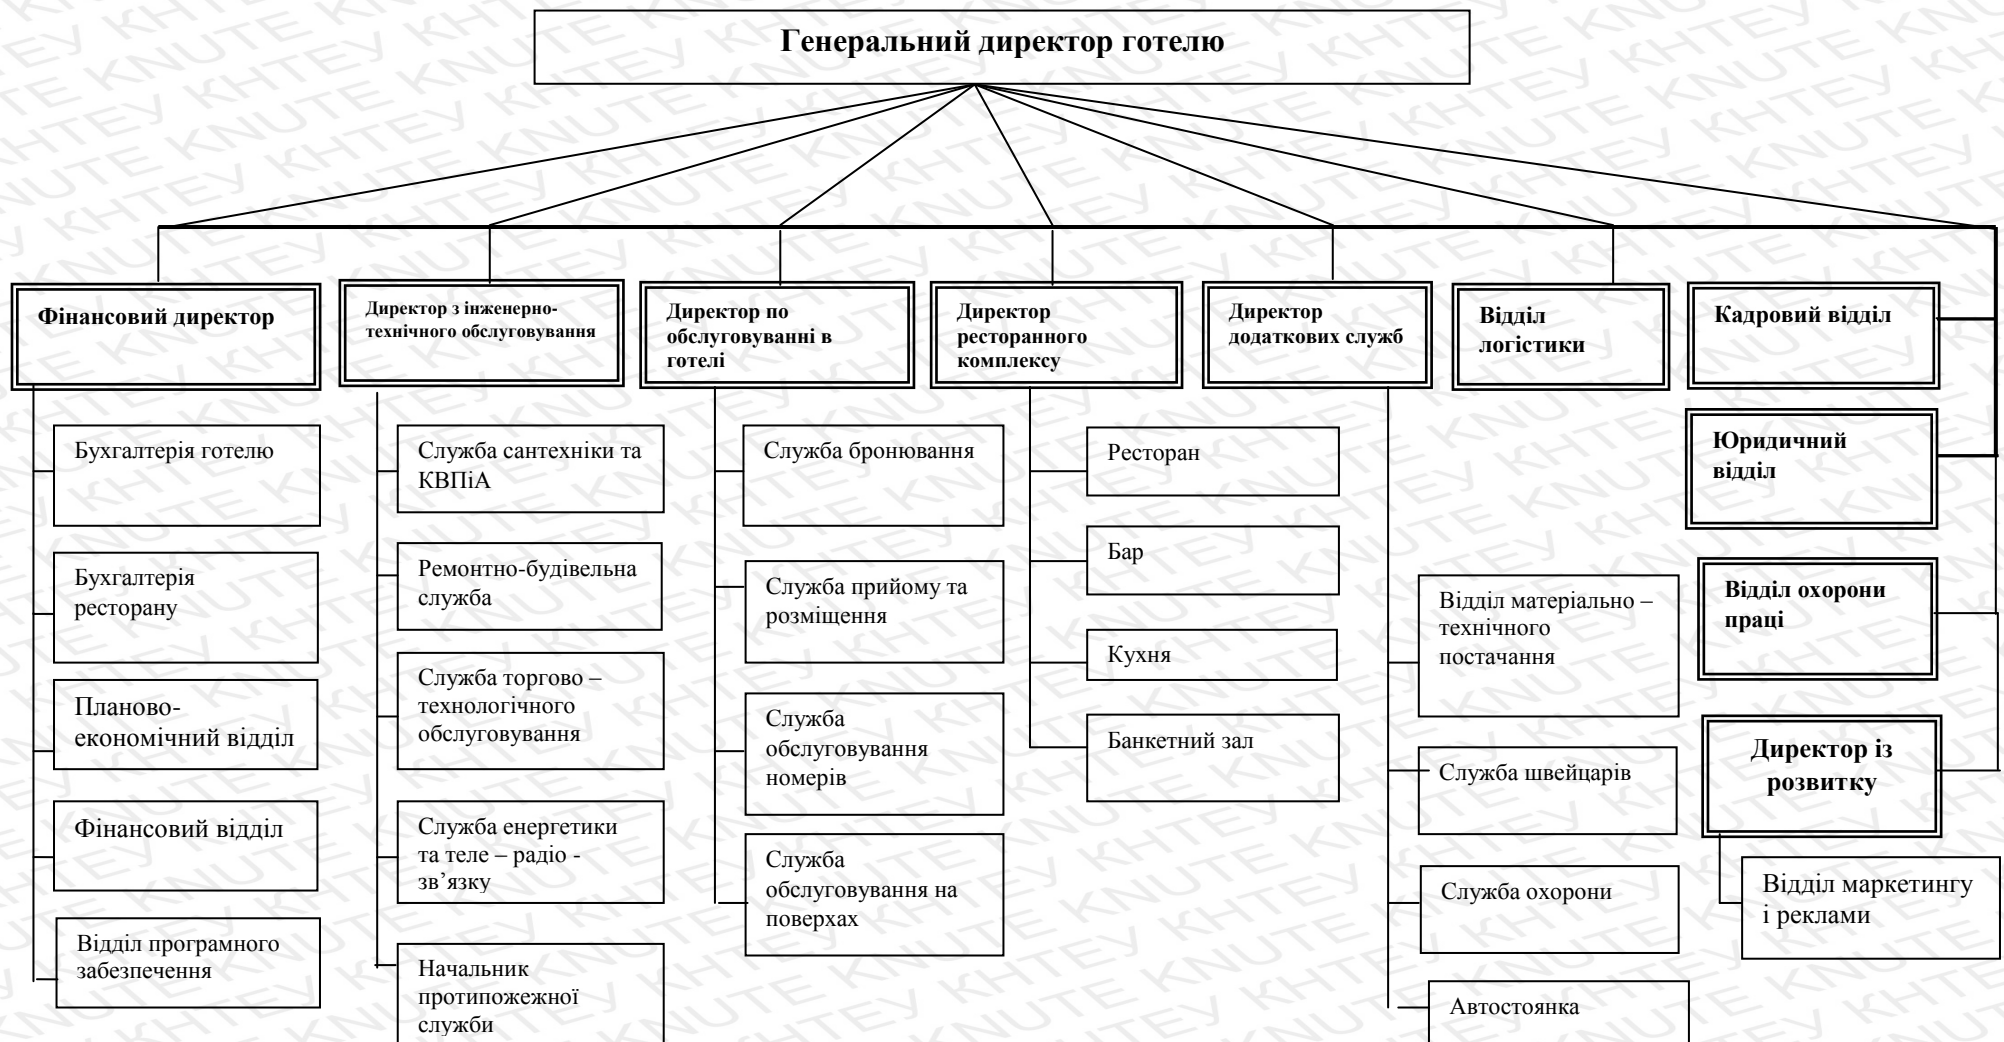 Генеральний директор готелю
Фінансовий директор
Директор з інженерно-
технічного обслуговування
Директор по
обслуговуванні в
готелі
Директор
ресторанного
комплексу
Директор
додаткових служб
Відділ
логістики
Кадровий відділ
Юридичний
відділ
Відділ охорони
праці
Директор із
розвитку
Відділ маркетингу
і реклами
Бухгалтерія готелю
Бухгалтерія
ресторану
Планово-
економічний відділ
Фінансовий відділ
Відділ програмного
забезпечення
Служба сантехніки та
КВПіА
Ремонтно-будівельна
служба
Служба торгово –
технологічного
обслуговування
Служба енергетики
та теле – радіо -
зв’язку
Начальник
протипожежної
служби
Служба бронювання
Служба прийому та
розміщення
Служба
обслуговування
номерів
Служба
обслуговування на
поверхах
Ресторан
Бар
Кухня
Банкетний зал
Відділ матеріально –
технічного
постачання
Служба швейцарів
Служба охорони
Автостоянка